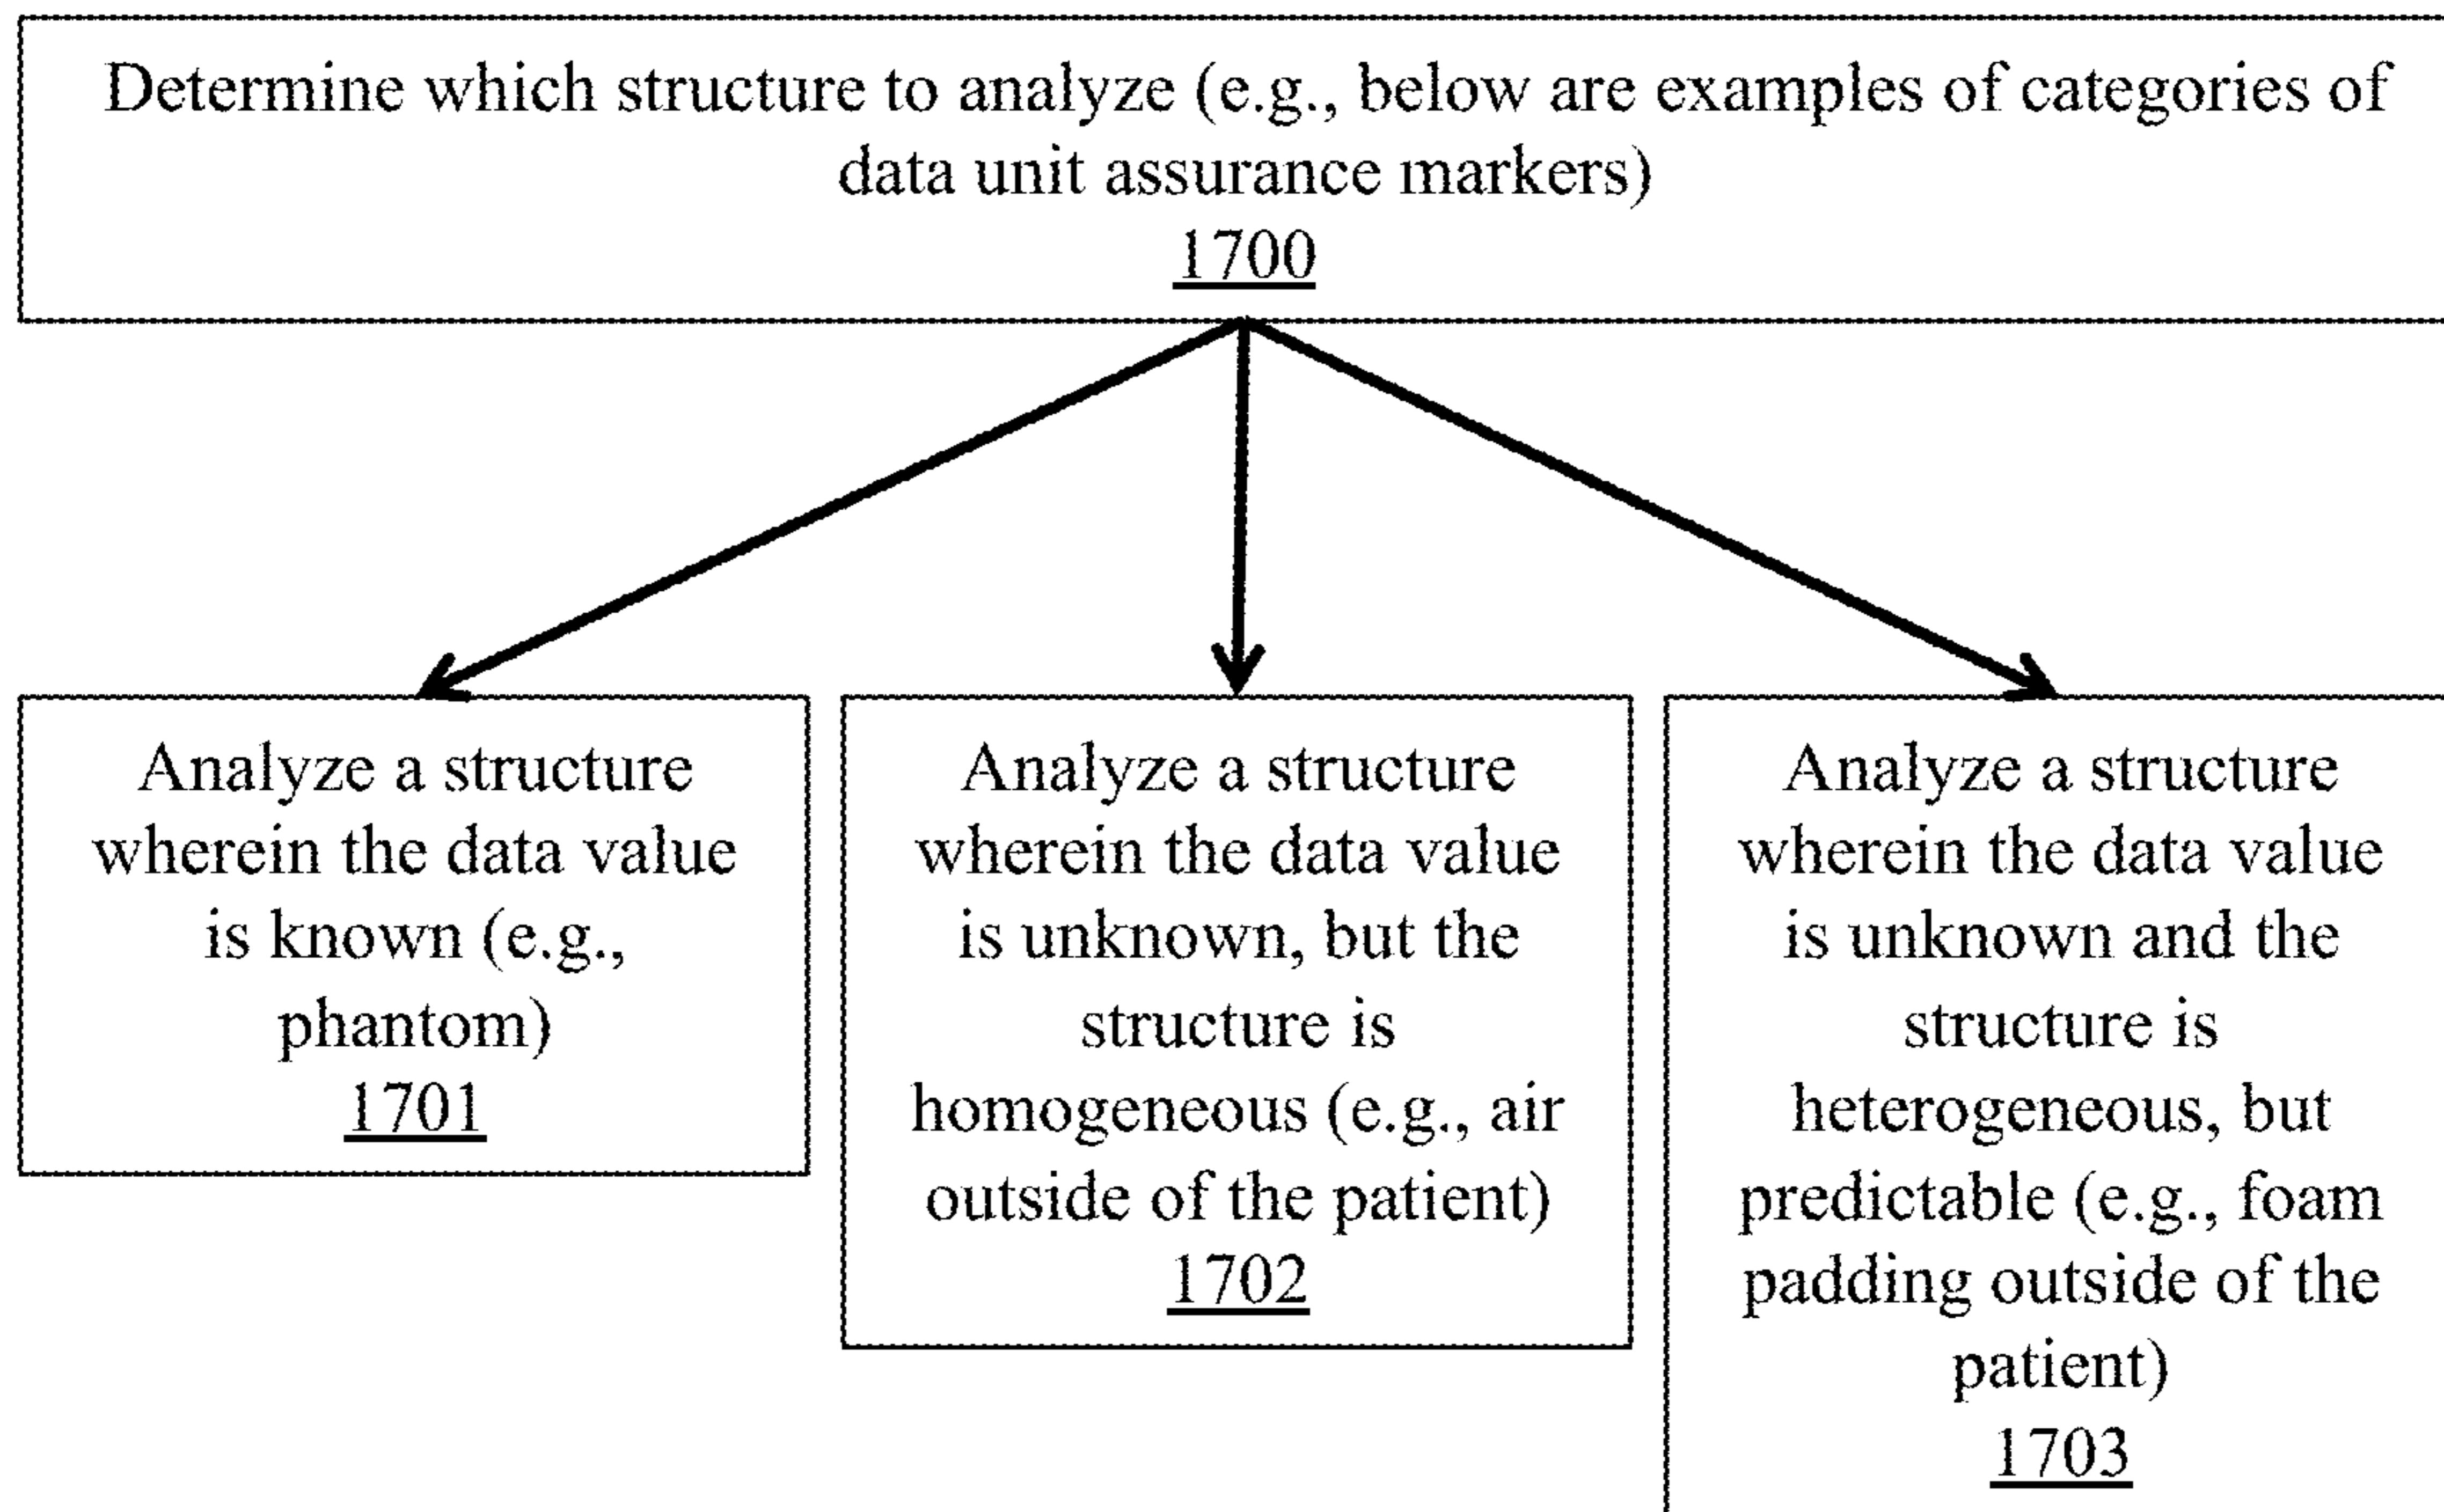 Determine which structure to analyze (e.g., below are examples of categories of
data unit assurance markers)
1700
Analyze a structure
wherein the data value
is known (e.g.,
phantom)
1701
Analyze a structure
wherein the data value
is unknown, but the
structure is
homogeneous (e.g., air
outside of the patient)
1702
Analyze a structure
wherein the data value
is unknown and the
structure is
heterogeneous, but
predictable (e.g., foam
padding outside of the
patient)
1703